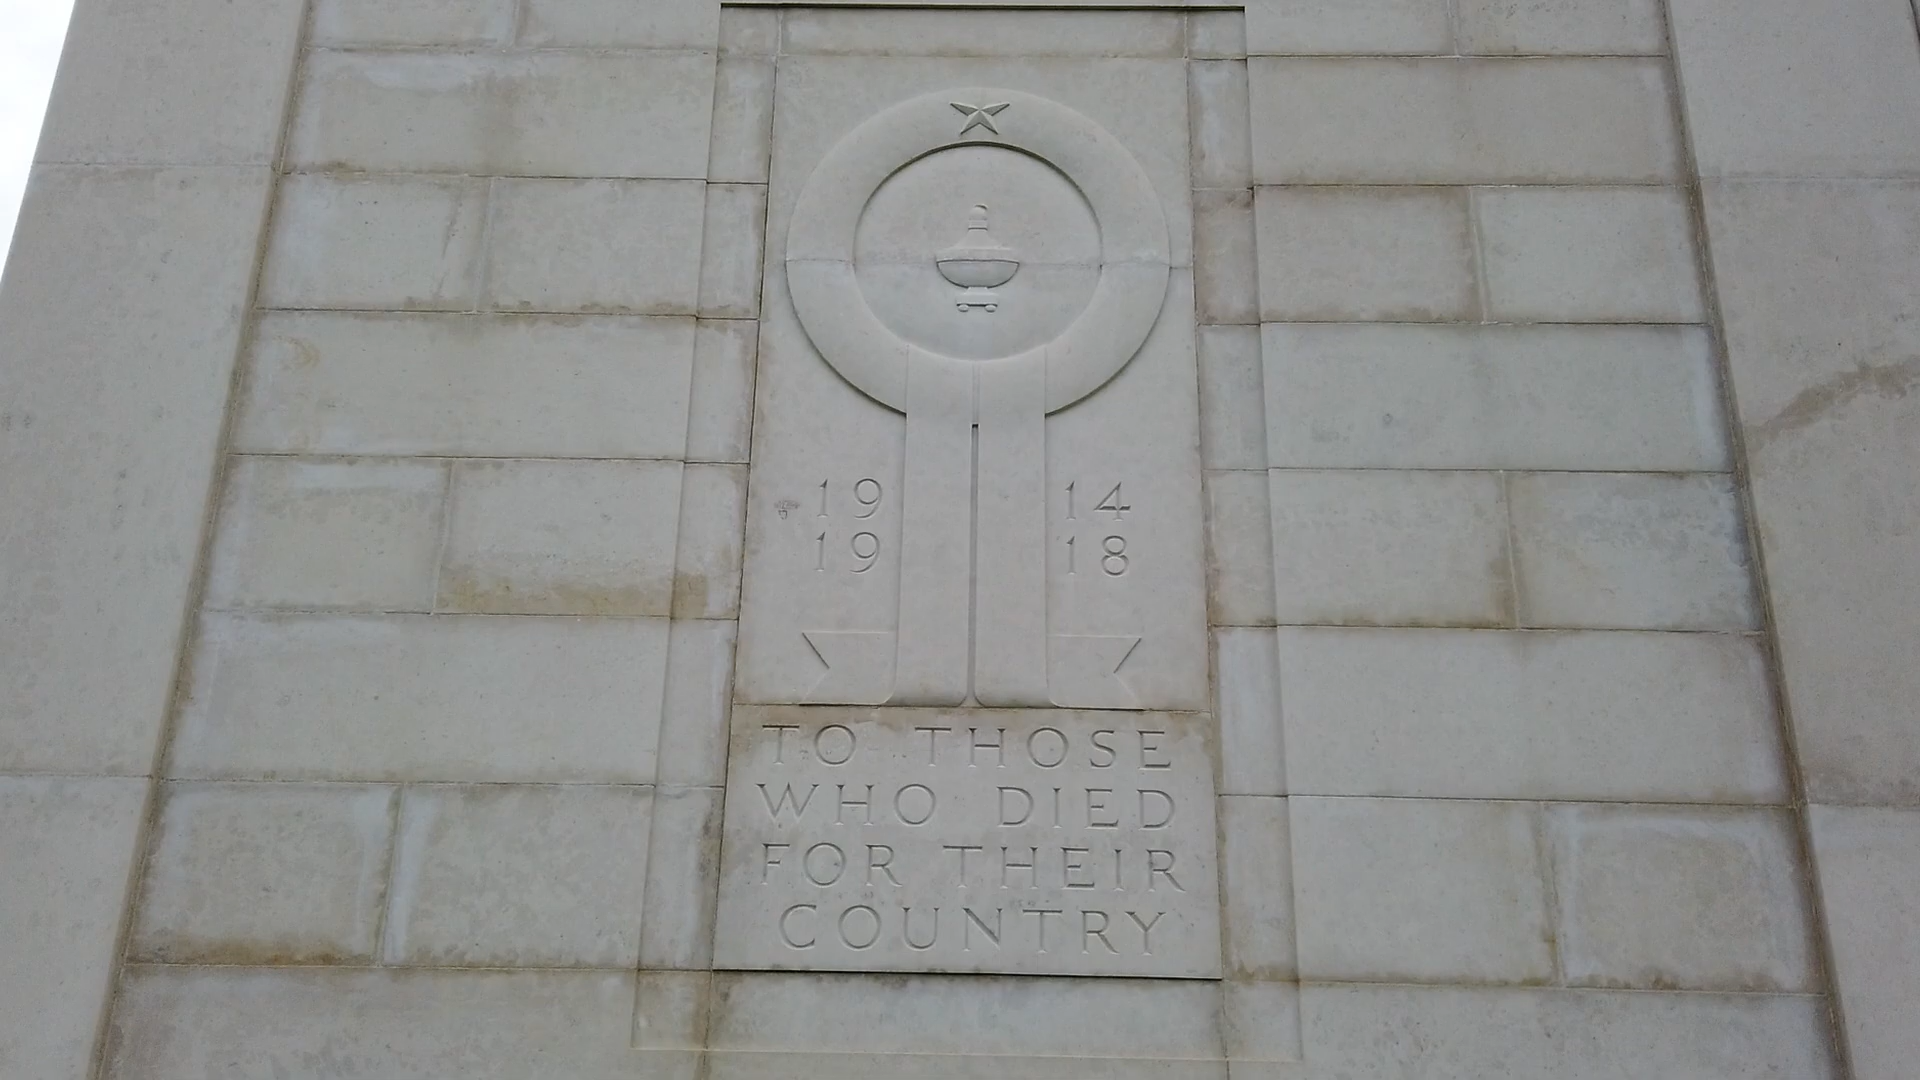 19 14
19 18
TO THOSE
WHO DIED
FOR THEIR
COUNTRY